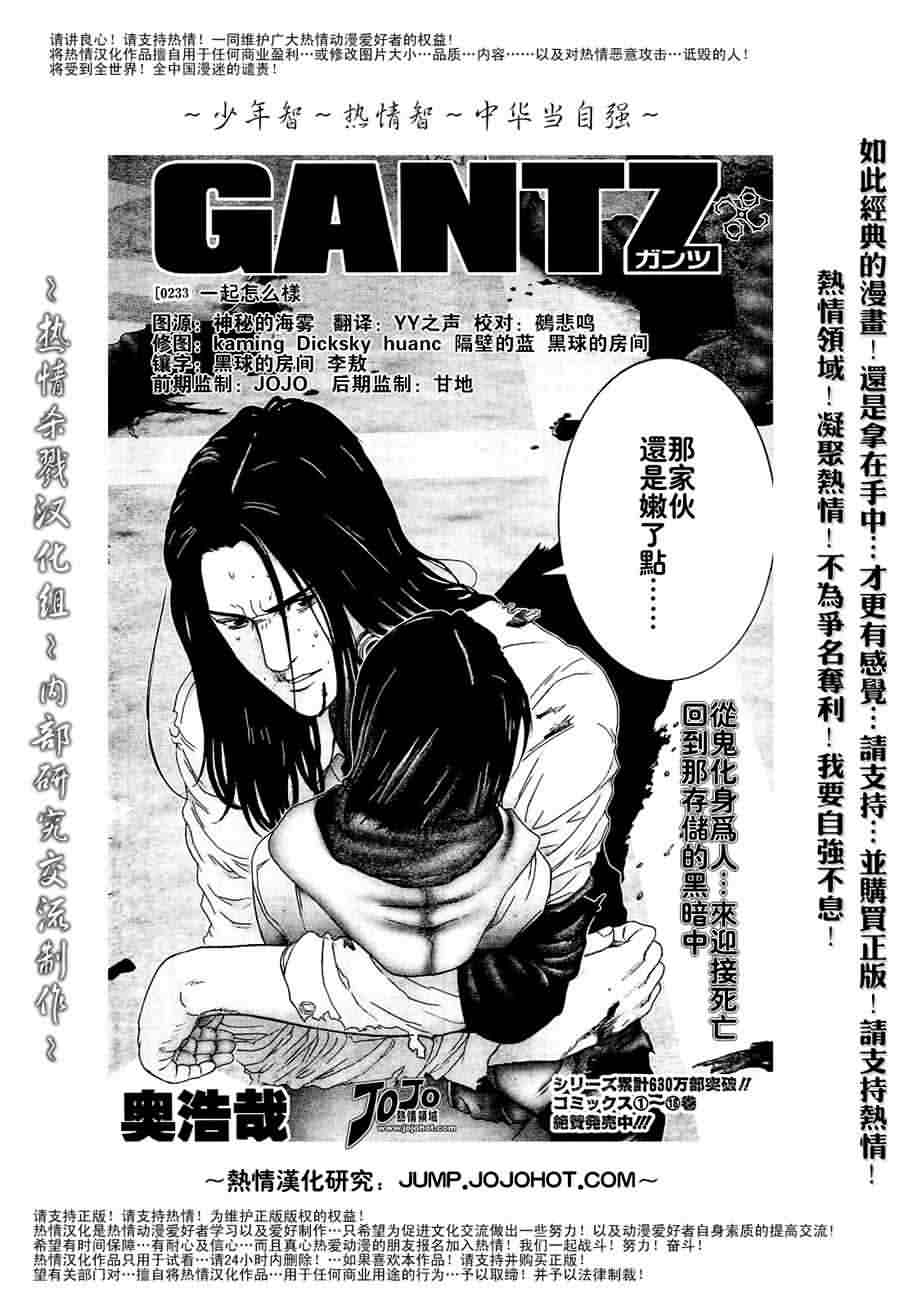 请讲良心！请支持热情！一同维护广大热情动漫爱好者的权益！
将热情汉化作品擅自用于任何商业盈利…或修改图片大小…品质…内容……以及对热情恶意攻击…诋毁的人！
将受到全世界！全中国漫迷的谴责！
～少年智～热情智～中华当自强～
如此經典的漫畫！還是拿在手中…才更有感覺…請支持…並購買正版！請支持熱情！
熱情領域！凝聚熱情！不為爭名奪利！我要自強不息！
GANTZ
ガンツ
[0233 一起怎么樣
图源：神秘的海雾 翻译：YY之声 校对：鹌悲鸣
修图：kaming Dicksky huanc 隔壁的蓝 黑球的房间
镶字：黑球的房间 李敖
前期监制：JOJO 后期监制：甘地
那家伙
還是嫩了點……
從鬼化身爲人…來迎接死亡
回到那存儲的黑暗中
～热情杀戮汉化组～内部研究交流制作～
シリーズ累計630万部突破!!
コミックス①～⑱巻
絶賛発売中!!!
奥浩哉
JoJo
熱情領域
www.jojohot.com
～熱情漢化研究：JUMP.JOJOHOT.COM～
请支持正版！请支持热情！为维护正版版权的权益！
热情汉化是热情动漫爱好者学习以及爱好制作…只希望为促进文化交流做出一些努力！以及动漫爱好者自身素质的提高交流！
希望有时间保障…有耐心及信心…而且真心热爱动漫的朋友报名加入热情！我们一起战斗！努力！奋斗！
热情汉化作品只用于试看…请24小时内删除！…如果喜欢本作品！请支持并购买正版！
望有关部门对…擅自将热情汉化作品…用于任何商业用途的行为…予以取缔！并予以法律制裁！